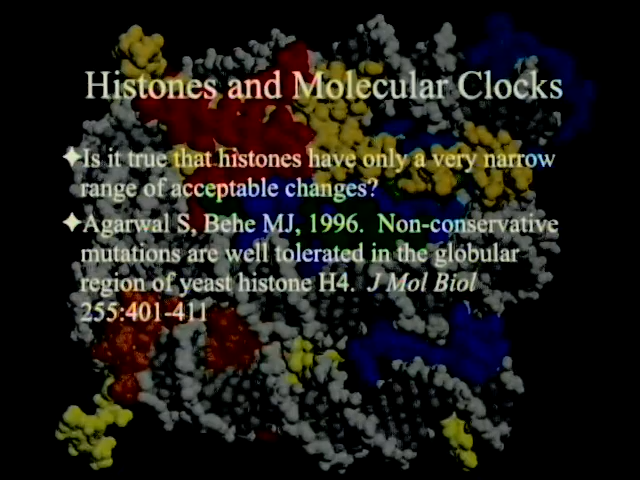 Histones and Molecular Clocks
✦Is it true that histones have only a very narrow
range of acceptable changes?
✦Agarwal S, Behe MJ, 1996. Non-conservative
mutations are well tolerated in the globular
region of yeast histone H4. J Mol Biol
255:401-411